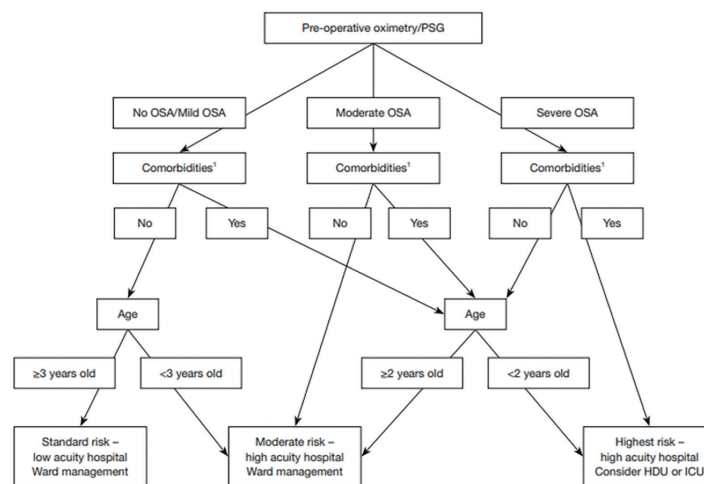 Pre-operative oximetry/PSG
No OSA/Mild OSA
Moderate OSA
Severe OSA
Comorbidities¹
Comorbidities¹
Comorbidities¹
No
Yes
No
Yes
No
Yes
Age
Age
≥3 years old
<3 years old
≥2 years old
<2 years old
Standard risk –
low acuity hospital
Ward management
Moderate risk –
high acuity hospital
Ward management
Highest risk –
high acuity hospital
Consider HDU or ICU